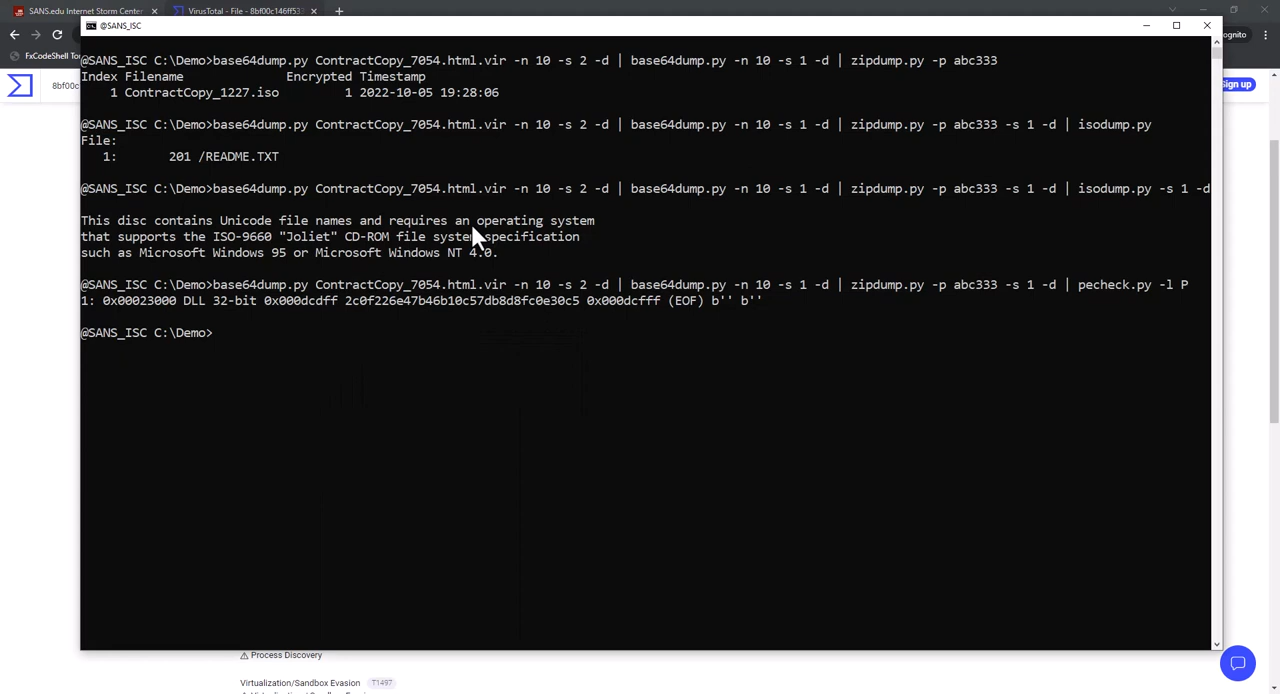 SANS.edu Internet Storm Center
VirusTotal - File - 8bf00c146ff533
@SANS_ISC
ognito
FxCodeShell
8bf00c
Sign up
@SANS_ISC C:\Demo>base64dump.py ContractCopy_7054.html.vir -n 10 -s 2 -d | base64dump.py -n 10 -s 1 -d | zipdump.py -p abc333
Index Filename Encrypted Timestamp
1 ContractCopy_1227.iso 1 2022-10-05 19:28:06
@SANS_ISC C:\Demo>base64dump.py ContractCopy_7054.html.vir -n 10 -s 2 -d | base64dump.py -n 10 -s 1 -d | zipdump.py -p abc333 -s 1 -d | isodump.py
File:
1: 201 /README.TXT
@SANS_ISC C:\Demo>base64dump.py ContractCopy_7054.html.vir -n 10 -s 2 -d | base64dump.py -n 10 -s 1 -d | zipdump.py -p abc333 -s 1 -d | isodump.py -s 1 -d
This disc contains Unicode file names and requires an operating system
that supports the ISO-9660 "Joliet" CD-ROM file system specification
such as Microsoft Windows 95 or Microsoft Windows NT 4.0.
@SANS_ISC C:\Demo>base64dump.py ContractCopy_7054.html.vir -n 10 -s 2 -d | base64dump.py -n 10 -s 1 -d | zipdump.py -p abc333 -s 1 -d | pecheck.py -l P
1: 0x00023000 DLL 32-bit 0x000dcdff 2c0f226e47b46b10c57db8d8fc0e30c5 0x000dcfff (EOF) b'' b''
@SANS_ISC C:\Demo>
Process Discovery
Virtualization/Sandbox Evasion T1497